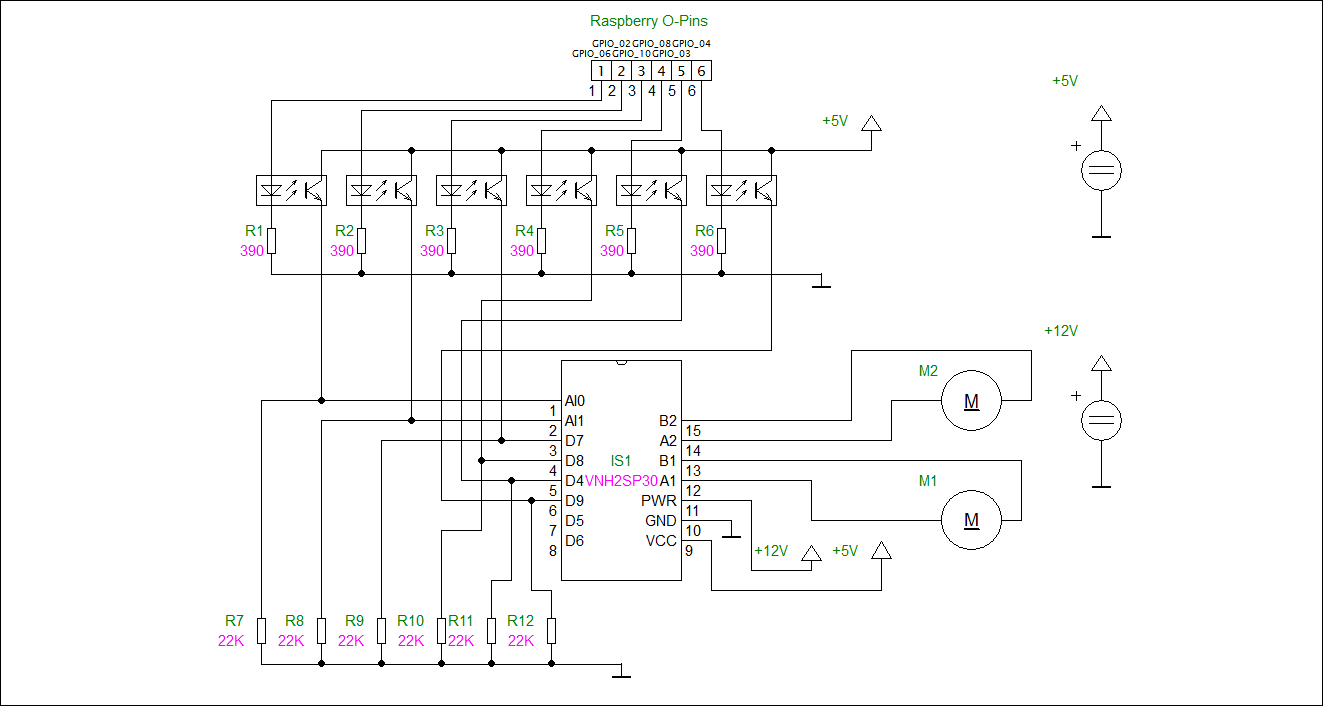 Raspberry O-Pins
GPIO_02 GPIO_08 GPIO_04
GPIO_06 GPIO_10 GPIO_03
1 2 3 4 5 6
1 2 3 4 5 6
+5V
+5V
+
R1 R2 R3 R4 R5 R6
390 390 390 390 390 390
+12V
+
M2
M
AI0
1
AI1
2
D7
3
D8
4
D4
5
D9
6
D5
7
D6
8
IS1
VNH2SP30
B2
15
A2
14
B1
13
A1
12
PWR
11
GND
10
VCC
9
M1
M
+12V +5V
R7 R8 R9 R10 R11 R12
22K 22K 22K 22K 22K 22K